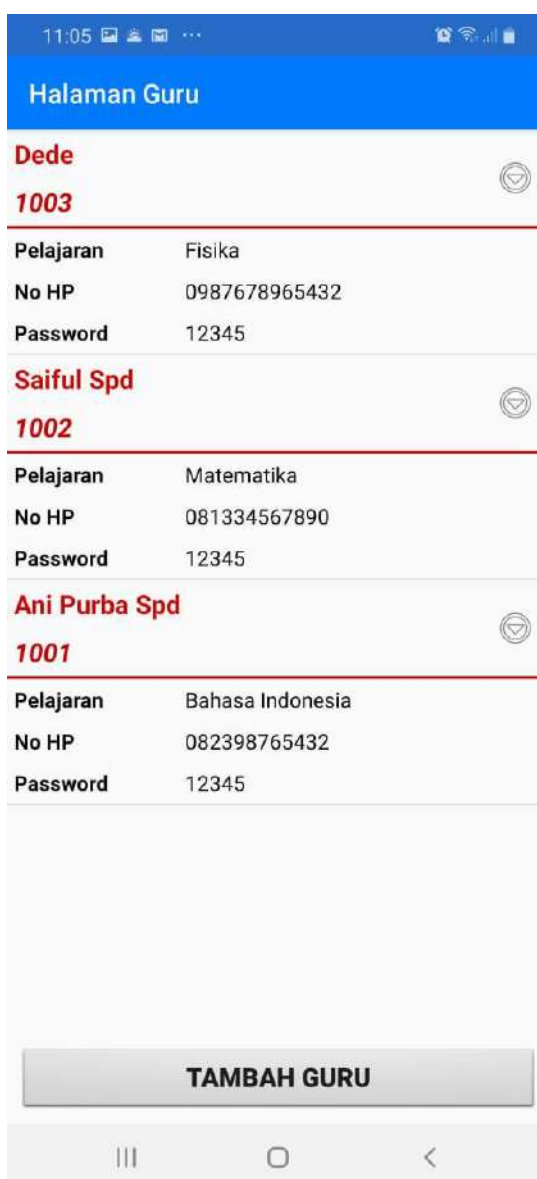 11:05
Halaman Guru
Dede
1003
Pelajaran Fisika
No HP 0987678965432
Password 12345
Saiful Spd
1002
Pelajaran Matematika
No HP 081334567890
Password 12345
Ani Purba Spd
1001
Pelajaran Bahasa Indonesia
No HP 082398765432
Password 12345
TAMBAH GURU